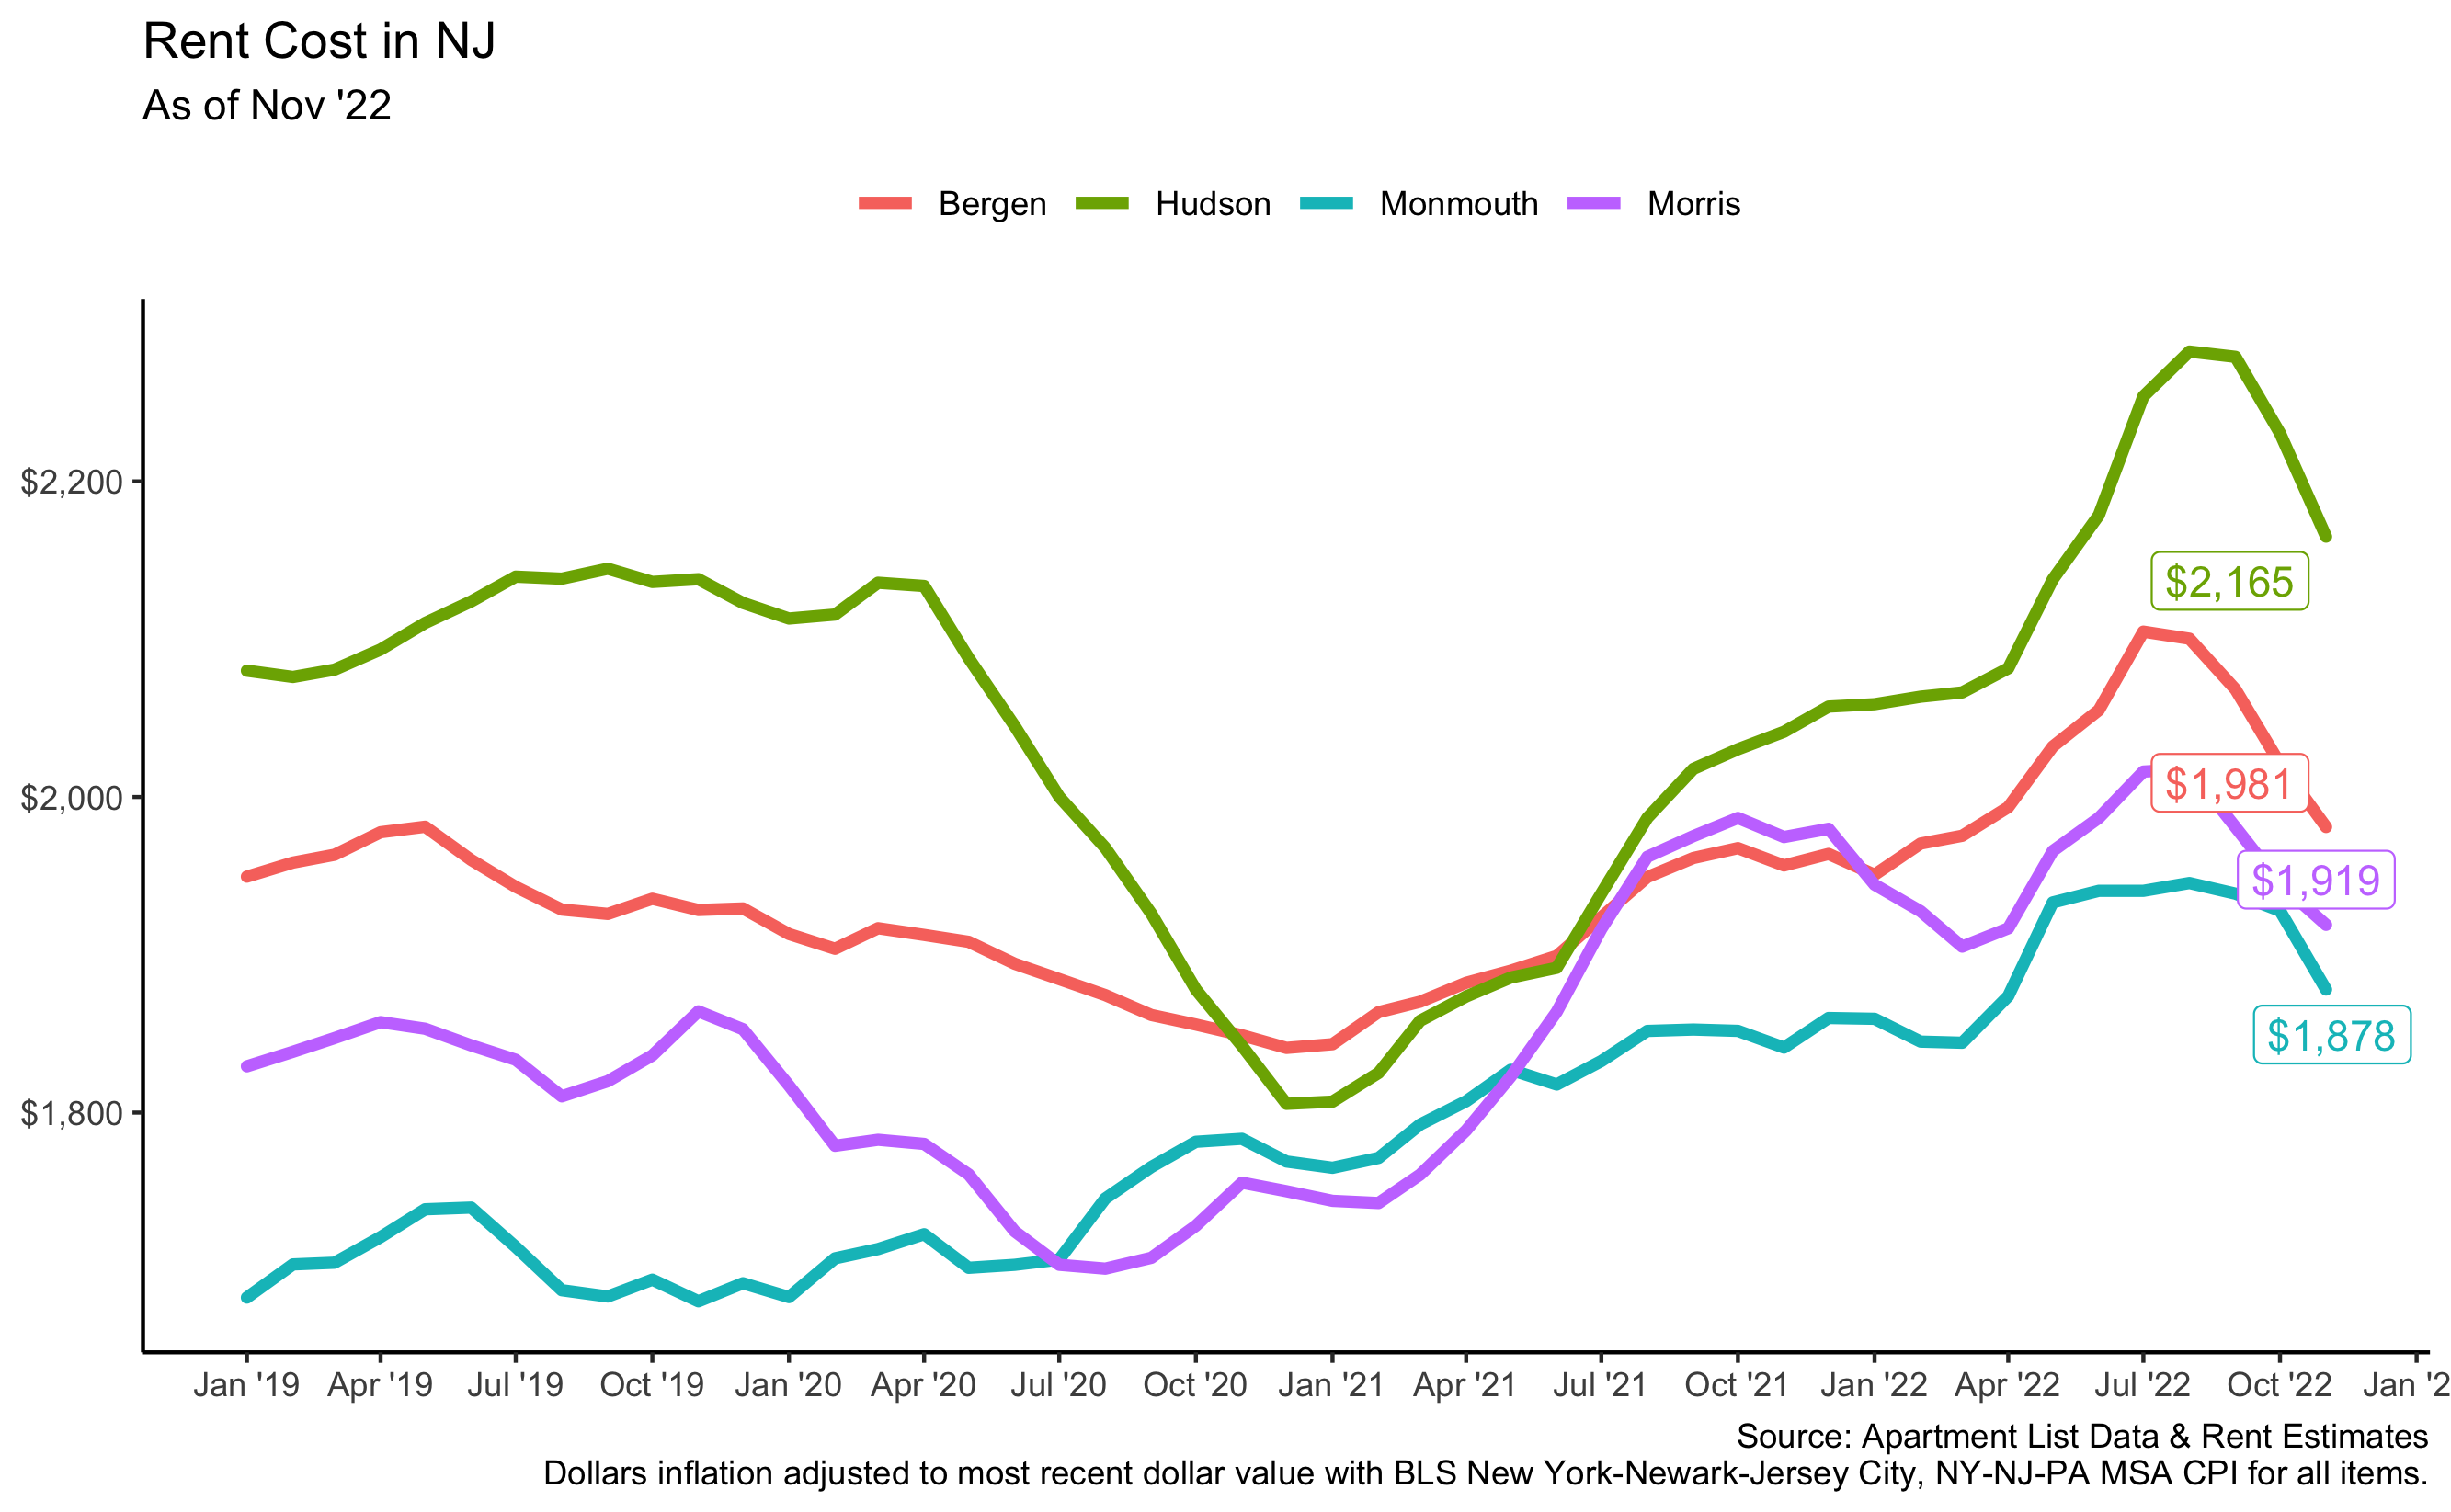 Rent Cost in NJ
As of Nov '22
Bergen Hudson Monmouth Morris
$2,200
$2,000
$1,800
$2,165
$1,981
$1,919
$1,878
Jan '19 Apr '19 Jul '19 Oct '19 Jan '20 Apr '20 Jul '20 Oct '20 Jan '21 Apr '21 Jul '21 Oct '21 Jan '22 Apr '22 Jul '22 Oct '22 Jan '2
Source: Apartment List Data & Rent Estimates
Dollars inflation adjusted to most recent dollar value with BLS New York-Newark-Jersey City, NY-NJ-PA MSA CPI for all items.